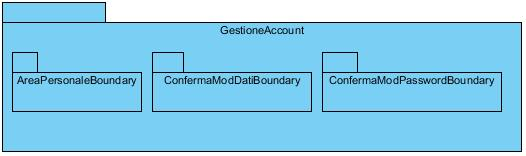 GestioneAccount
AreaPersonaleBoundary
ConfermaModDatiBoundary
ConfermaModPasswordBoundary